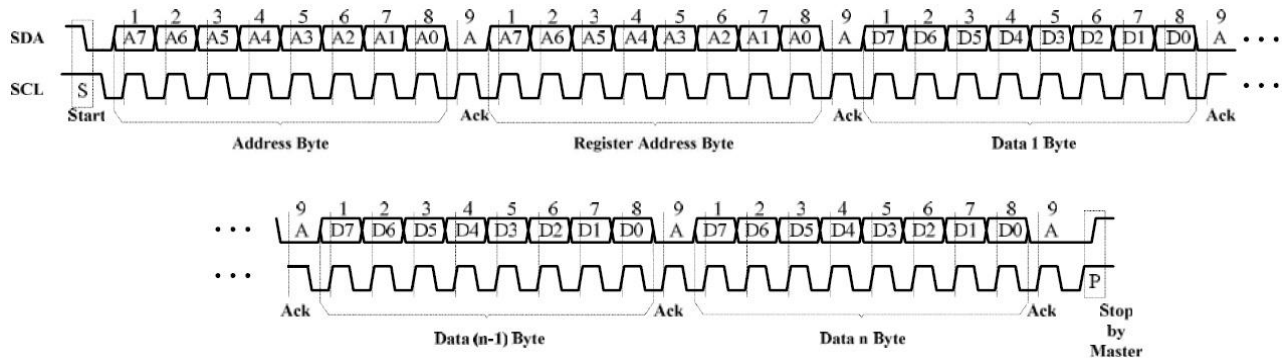 1 2 3 4 5 6 7 8 9 1 2 3 4 5 6 7 8 9 1 2 3 4 5 6 7 8 9
SDA A7 A6 A5 A4 A3 A2 A1 A0 A A7 A6 A5 A4 A3 A2 A1 A0 A D7 D6 D5 D4 D3 D2 D1 D0 A • • •
SCL S • • •
Start Ack Ack Ack
Address Byte Register Address Byte Data 1 Byte
9 1 2 3 4 5 6 7 8 9 1 2 3 4 5 6 7 8 9
• • • A D7 D6 D5 D4 D3 D2 D1 D0 A D7 D6 D5 D4 D3 D2 D1 D0 A
• • • P
Ack Ack Ack Stop
Data (n-1) Byte Data n Byte by
Master